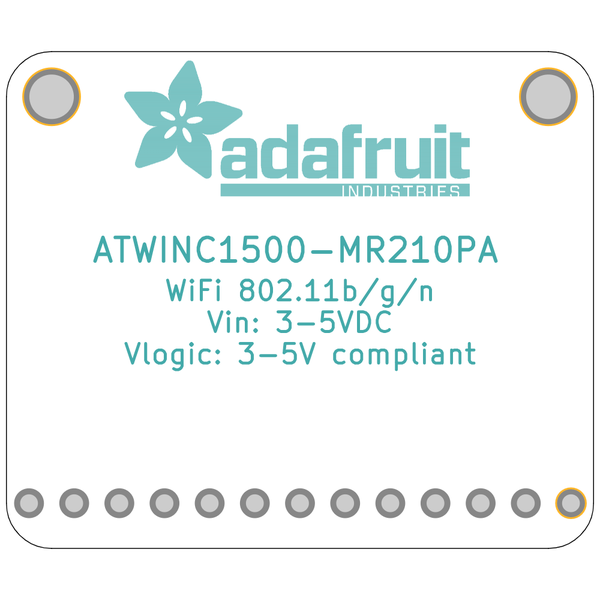 adafruit
INDUSTRIES
ATWINC1500-MR210PA
WiFi 802.11b/g/n
Vin: 3-5VDC
Vlogic: 3-5V compliant